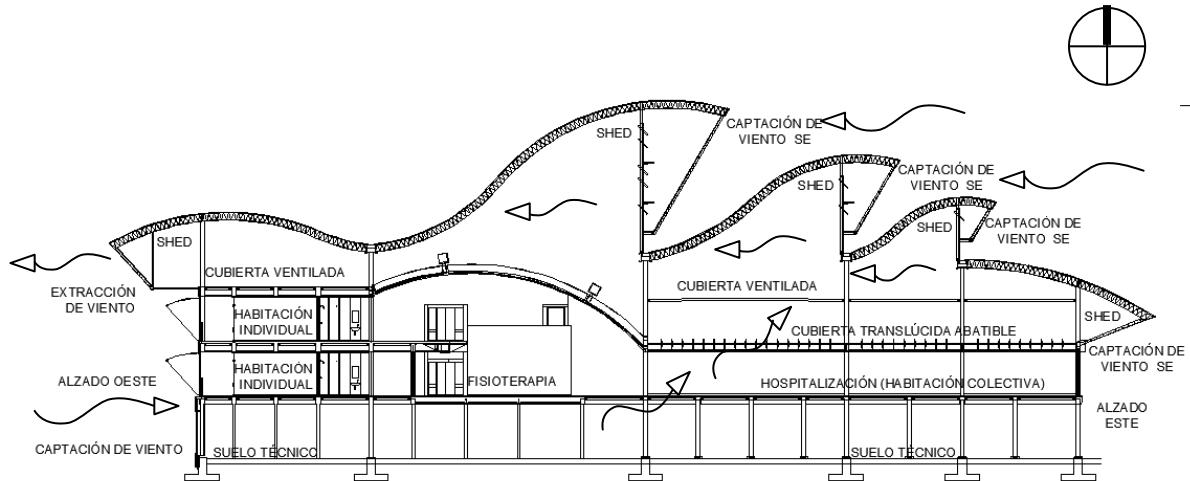 SHED
CAPTACIÓN DE
VIENTO SE
SHED
CAPTACIÓN DE
VIENTO SE
SHED
CAPTACIÓN DE
VIENTO SE
SHED
CUBIERTA VENTILADA
CUBIERTA VENTILADA
EXTRACCIÓN
DE VIENTO
HABITACIÓN
INDIVIDUAL
SHED
CUBIERTA TRANSLÚCIDA ABATIBLE
CAPTACIÓN DE
VIENTO SE
HABITACIÓN
INDIVIDUAL
ALZADO OESTE
FISIOTERAPIA
HOSPITALIZACIÓN (HABITACIÓN COLECTIVA)
ALZADO
ESTE
CAPTACIÓN DE VIENTO
SUELO TÉCNICO
SUELO TÉCNICO